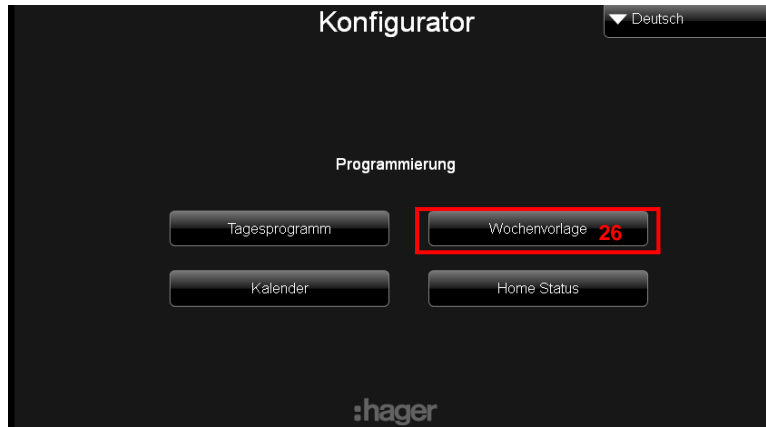 Konfigurator
Deutsch
Programmierung
Tagesprogramm
Wochenvorlage 26
Kalender
Home Status
:hager